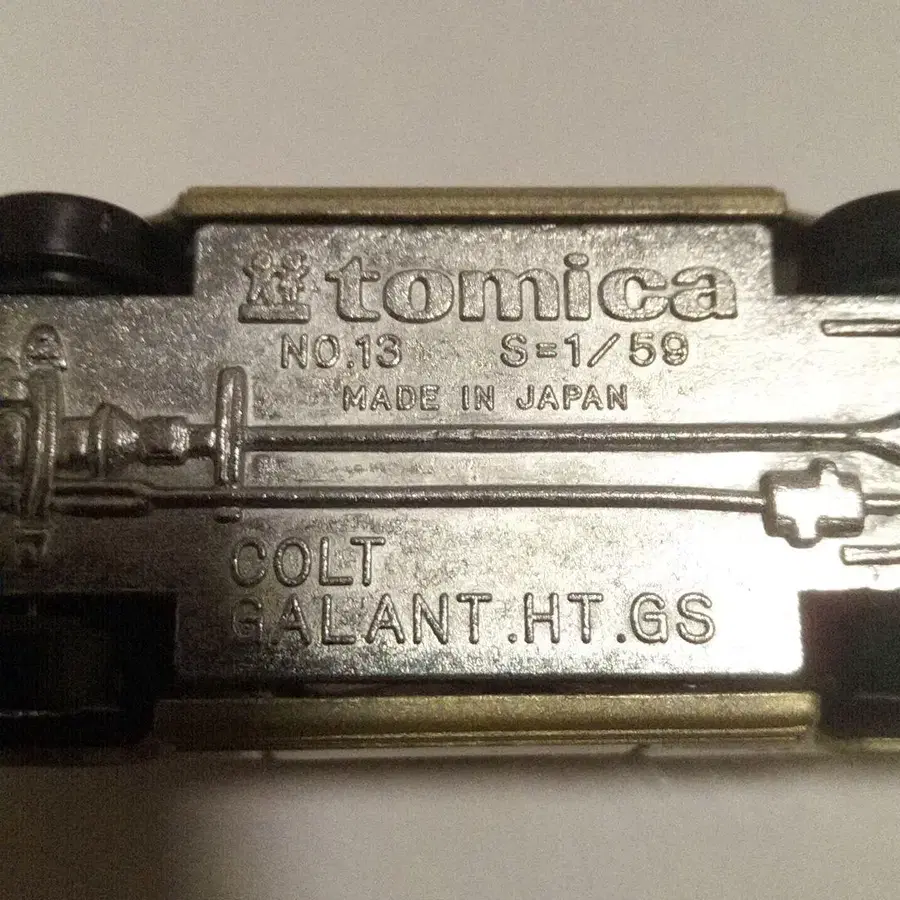 tomica
NO.13 S=1/59
MADE IN JAPAN
COLT
GALANT.HT.GS